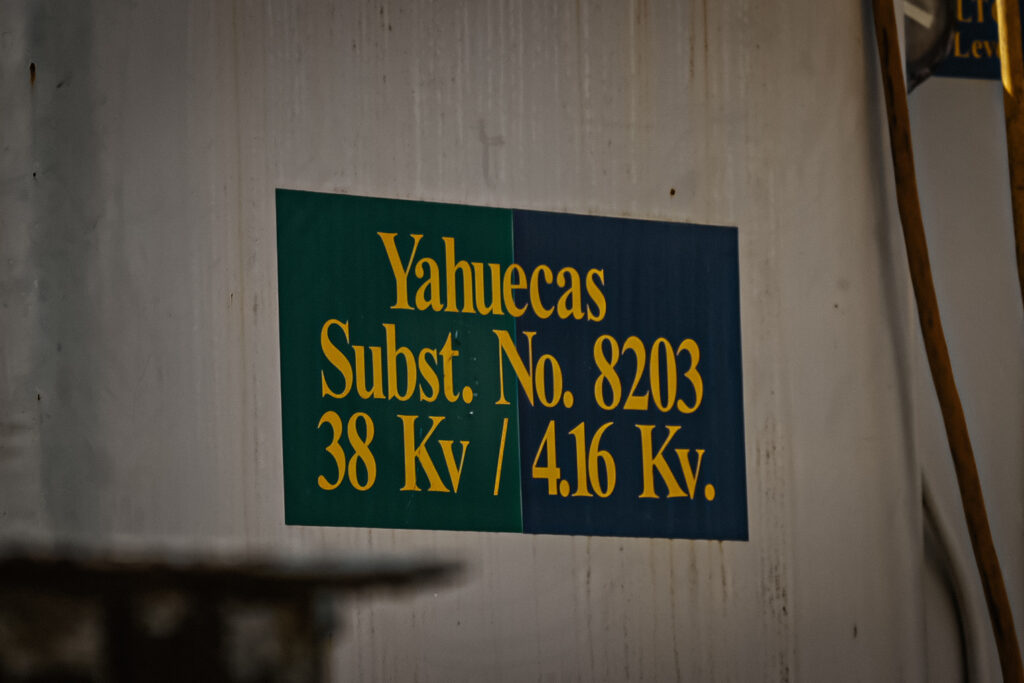 Yahuecas
Subst. No. 8203
38 Kv / 4.16 Kv.